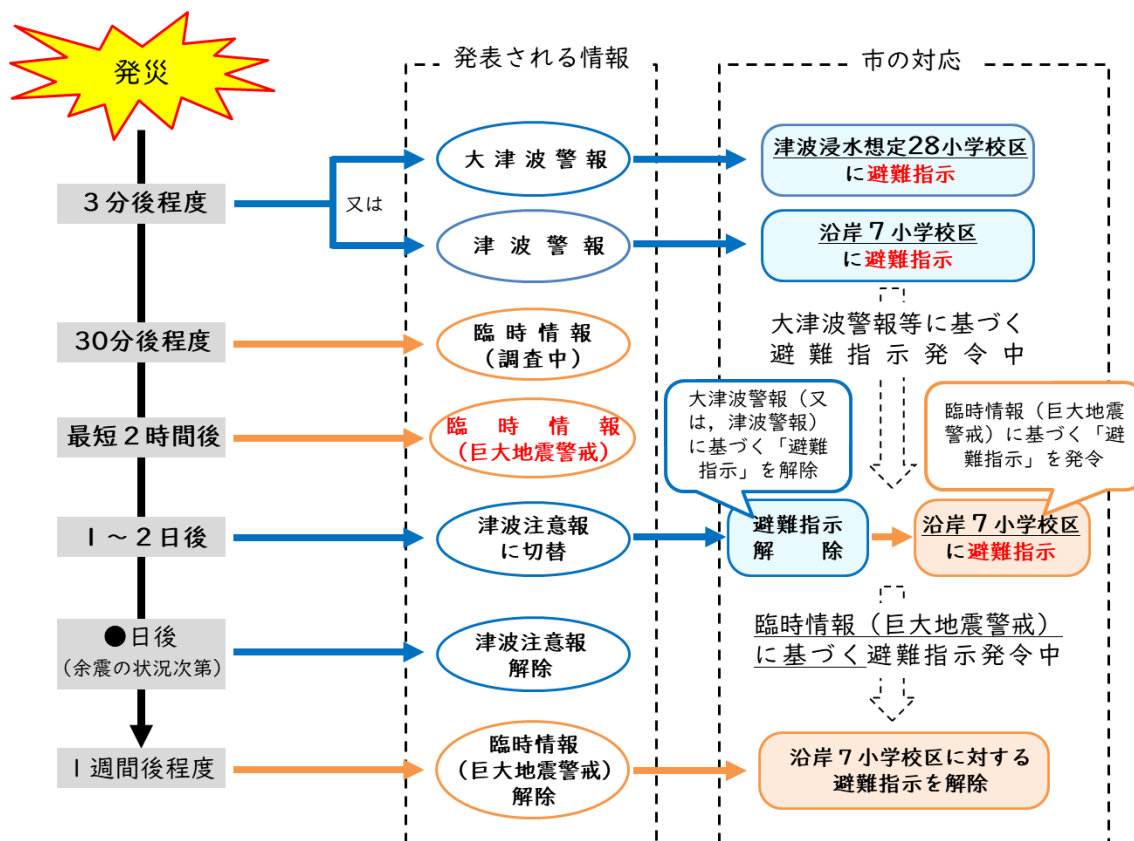 発災
発表される情報
市の対応
3分後程度
又は
大津波警報
津波浸水想定28小学校区
に避難指示
津波警報
沿岸7小学校区
に避難指示
30分後程度
臨時情報
(調査中)
大津波警報等に基づく
避難指示発令中
最短2時間後
臨時情報
(巨大地震警戒)
大津波警報(又
は,津波警報)
に基づく「避難
指示」を解除
臨時情報(巨大地震
警戒)に基づく「避
難指示」を発令
1~2日後
津波注意報
に切替
避難指示
解除
沿岸7小学校区
に避難指示
●日後
(余震の状況次第)
津波注意報
解除
臨時情報(巨大地震警戒)
に基づく避難指示発令中
1週間後程度
臨時情報
(巨大地震警戒)
解除
沿岸7小学校区に対する
避難指示を解除